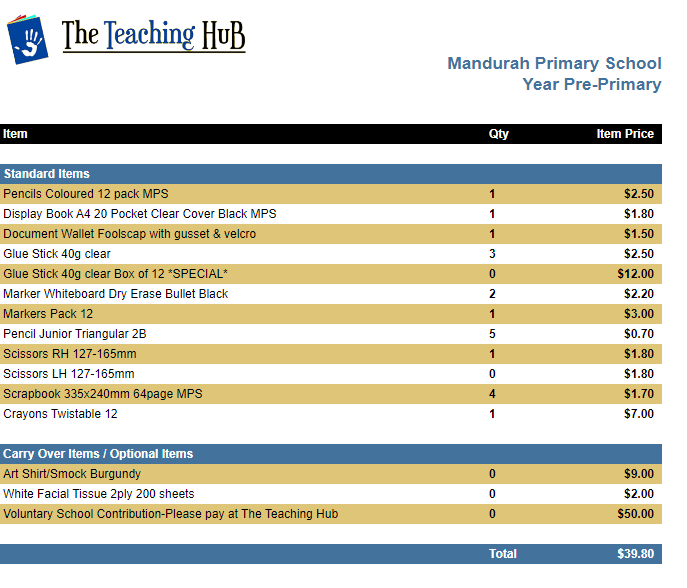 The Teaching Hub
Mandurah Primary School
Year Pre-Primary
Item Qty Item Price
Standard Items
Pencils Coloured 12 pack MPS 1 $2.50
Display Book A4 20 Pocket Clear Cover Black MPS 1 $1.80
Document Wallet Foolscap with gusset & velcro 1 $1.50
Glue Stick 40g clear 3 $2.50
Glue Stick 40g clear Box of 12 *SPECIAL* 0 $12.00
Marker Whiteboard Dry Erase Bullet Black 2 $2.20
Markers Pack 12 1 $3.00
Pencil Junior Triangular 2B 5 $0.70
Scissors RH 127-165mm 1 $1.80
Scissors LH 127-165mm 0 $1.80
Scrapbook 335x240mm 64page MPS 4 $1.70
Crayons Twistable 12 1 $7.00
Carry Over Items / Optional Items
Art Shirt/Smock Burgundy 0 $9.00
White Facial Tissue 2ply 200 sheets 0 $2.00
Voluntary School Contribution-Please pay at The Teaching Hub 0 $50.00
Total $39.80